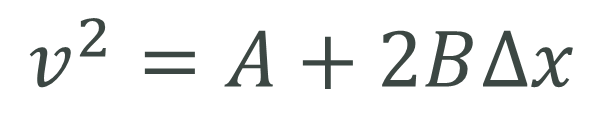 v² = A + 2BΔx